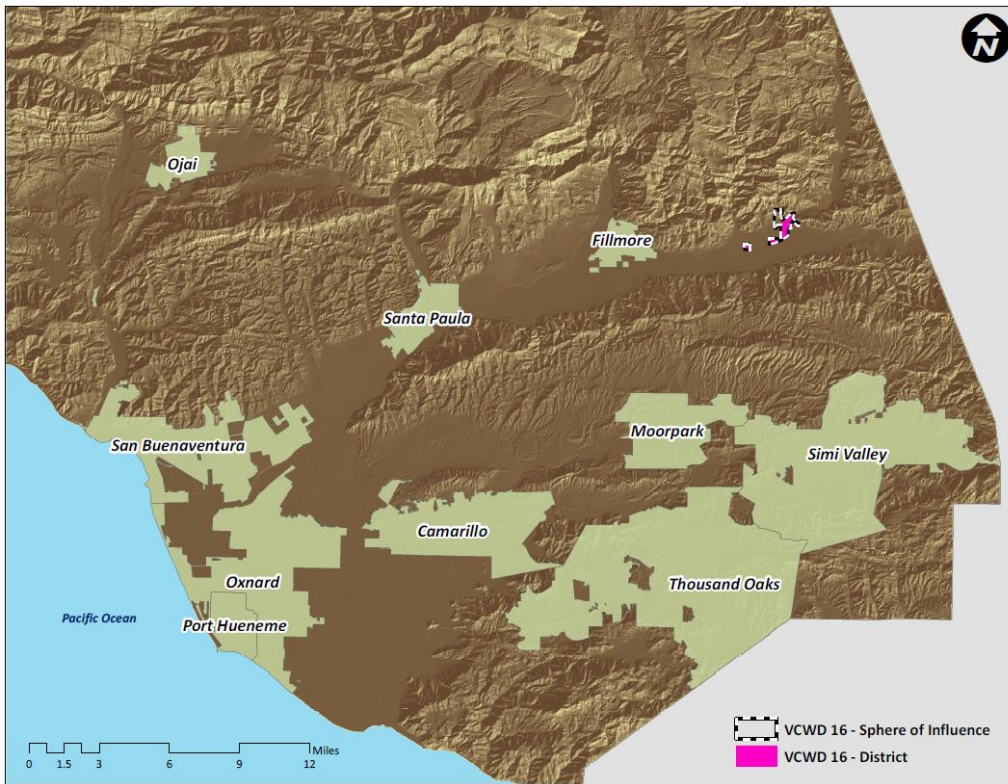 N
Ojai
Fillmore
Santa Paula
San Buenaventura
Moorpark
Simi Valley
Camarillo
Oxnard
Thousand Oaks
Pacific Ocean
Port Hueneme
VCWD 16 - Sphere of Influence
VCWD 16 - District
Miles
0 1.5 3 6 9 12